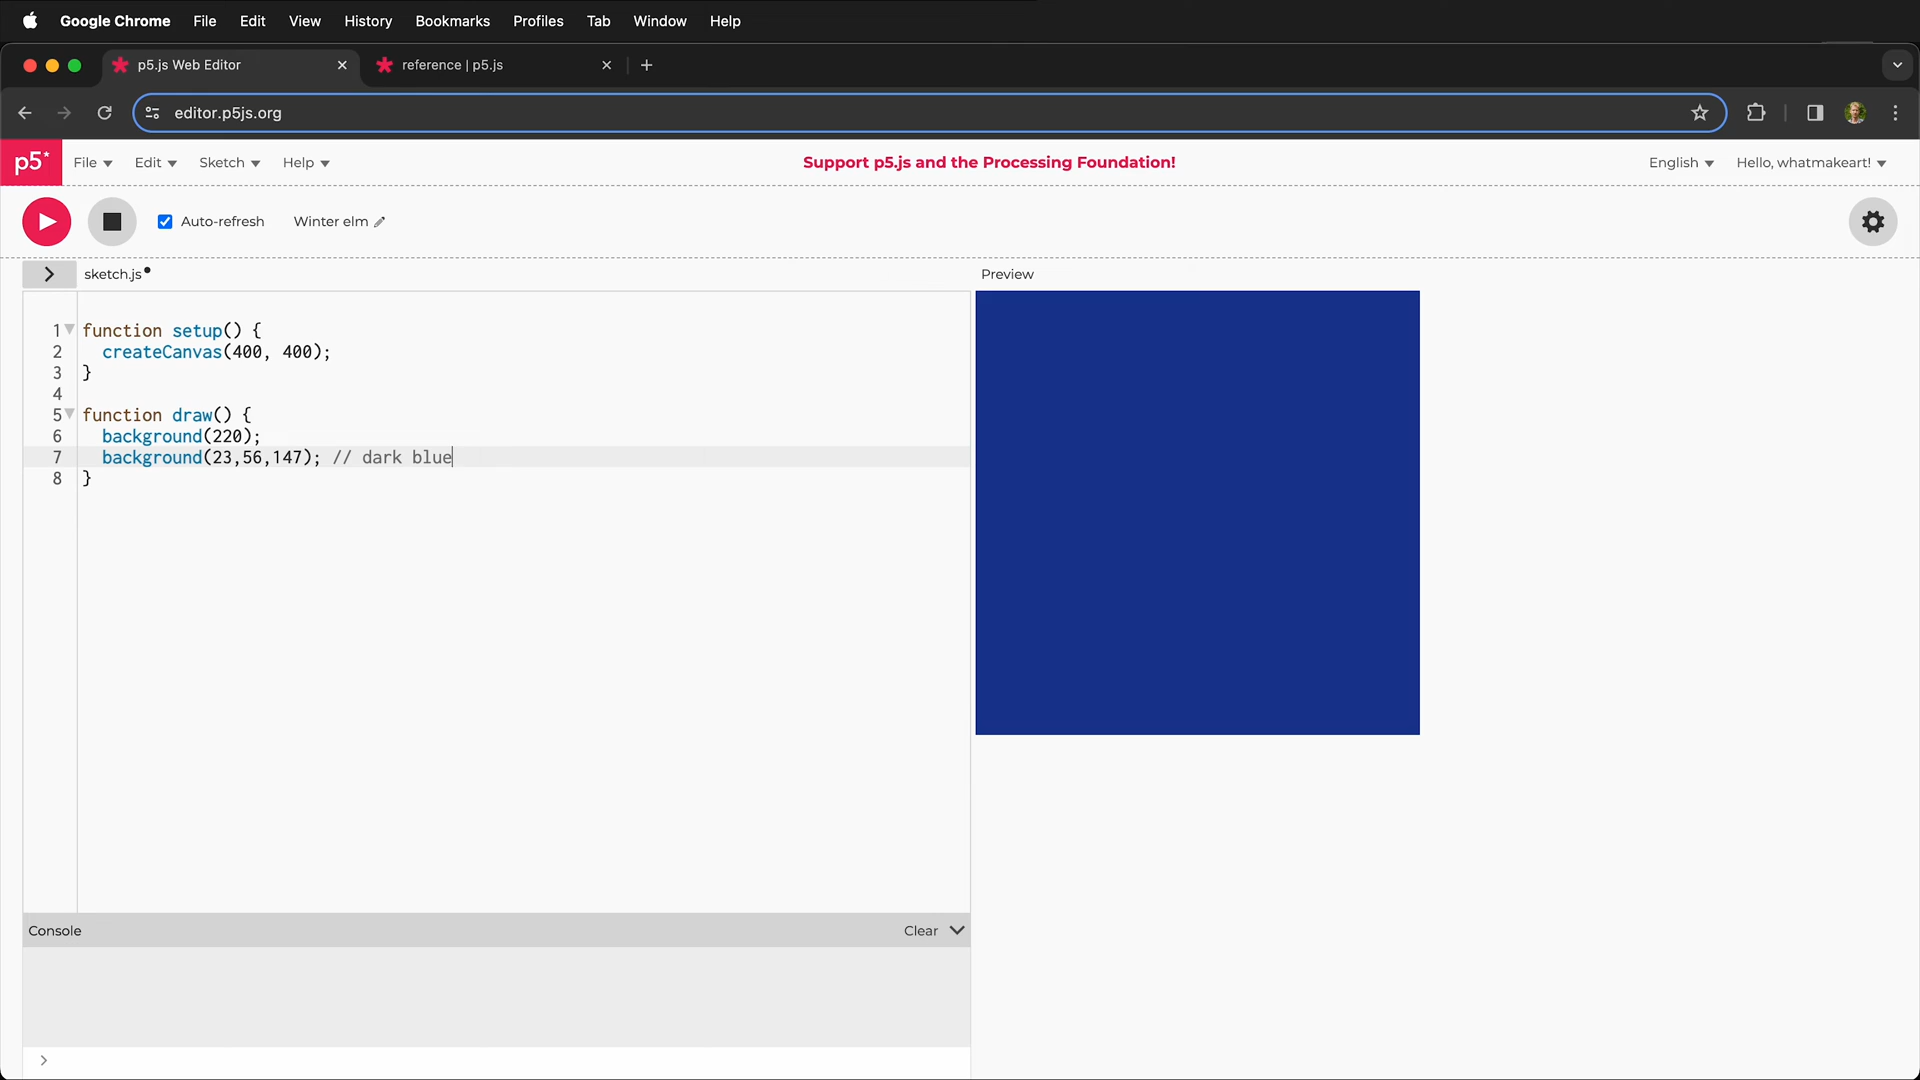 Google Chrome File Edit View History Bookmarks Profiles Tab Window Help
p5.js Web Editor reference | p5.js
editor.p5js.org
p5* File Edit Sketch Help Support p5.js and the Processing Foundation! English Hello, whatmakeart!
Auto-refresh Winter elm
sketch.js Preview
1 function setup() {
2 createCanvas(400, 400);
3 }
4
5 function draw() {
6 background(220);
7 background(23,56,147); // dark blue
8 }
Console Clear
>